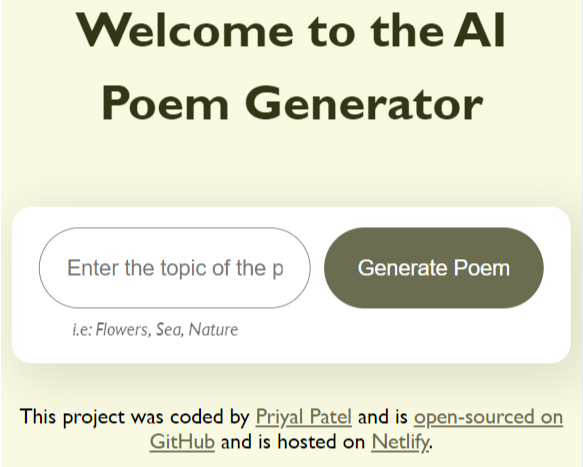 Welcome to the AI
Poem Generator
Enter the topic of the p
Generate Poem
i.e: Flowers, Sea, Nature
This project was coded by Priyal Patel and is open-sourced on
GitHub and is hosted on Netlify.